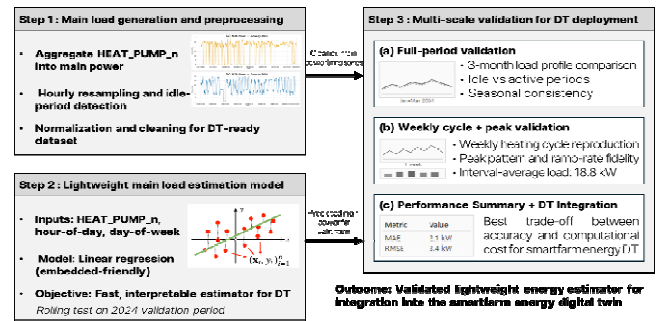 Step 1 : Main load generation and preprocessing
• Aggregate HEAT_PUMP_n
into main power
• Hourly resampling and idle-
period detection
• Normalization and cleaning for DT-ready
dataset
Step 2 : Lightweight main load estimation model
• Inputs: HEAT_PUMP_n,
hour-of-day, day-of-week
• Model: Linear regression
(embedded-friendly)
• Objective: Fast, interpretable estimator for DT
Rolling test on 2024 validation period
(xᵢ, yᵢ)ⁿᵢ₌₁
Step 3 : Multi-scale validation for DT deployment
(a) Full-period validation
• 3-month load profile comparison
• Idle vs active periods
• Seasonal consistency
(b) Weekly cycle + peak validation
• Weekly heating cycle reproduction
• Peak pattern and ramp-rate fidelity
• Interval-average load: 18.8 kW
(c) Performance Summary + DT Integration
Metric Value
MAE kW
RMSE kW
Best trade-off between
accuracy and computational
cost for smartfarm energy DT
Outcome: Validated lightweight energy estimator for
integration into the smartfarm energy digital twin